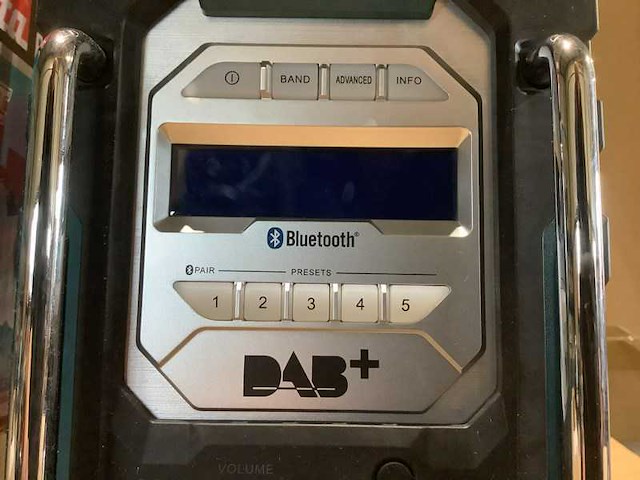 BAND ADVANCED INFO
Bluetooth®
PAIR PRESETS
1 2 3 4 5
DAB+
VOLUME